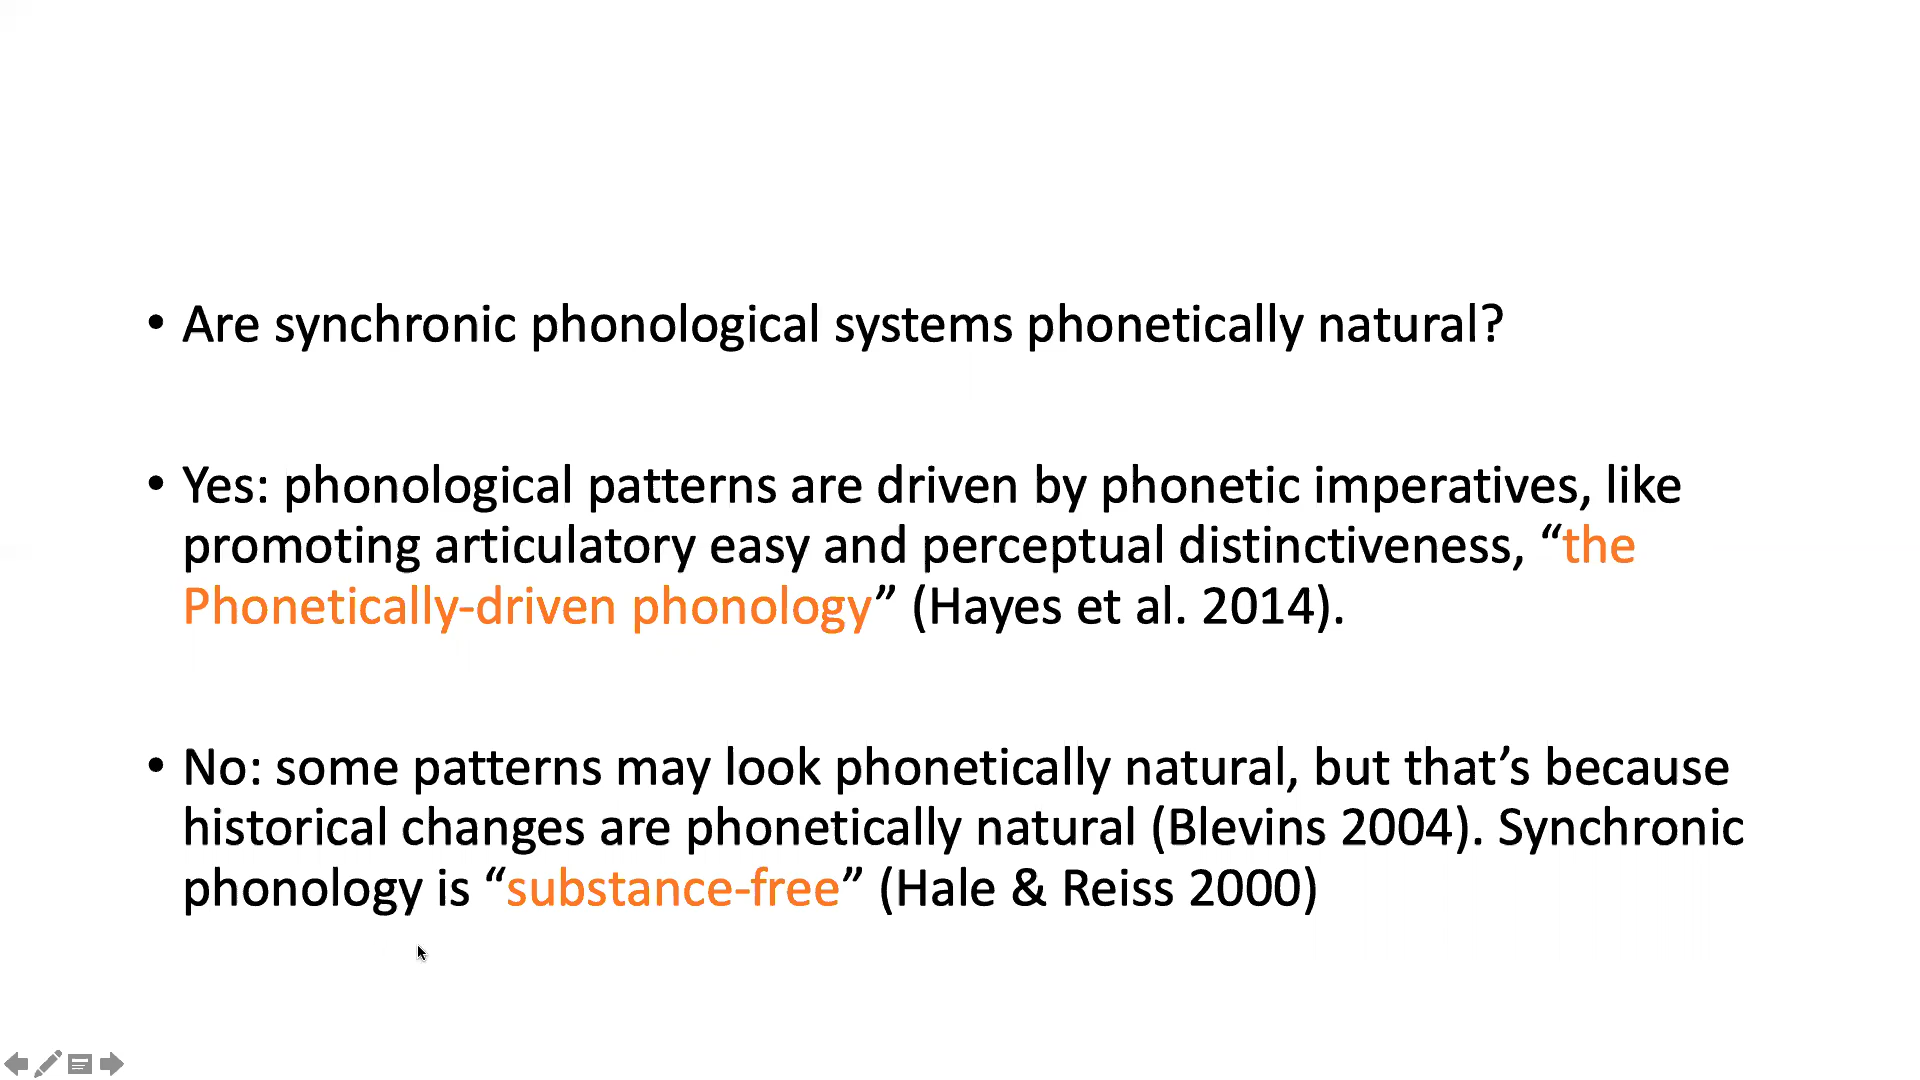 • Are synchronic phonological systems phonetically natural?
• Yes: phonological patterns are driven by phonetic imperatives, like
promoting articulatory easy and perceptual distinctiveness, “the
Phonetically-driven phonology” (Hayes et al. 2014).
• No: some patterns may look phonetically natural, but that’s because
historical changes are phonetically natural (Blevins 2004). Synchronic
phonology is “substance-free” (Hale & Reiss 2000)